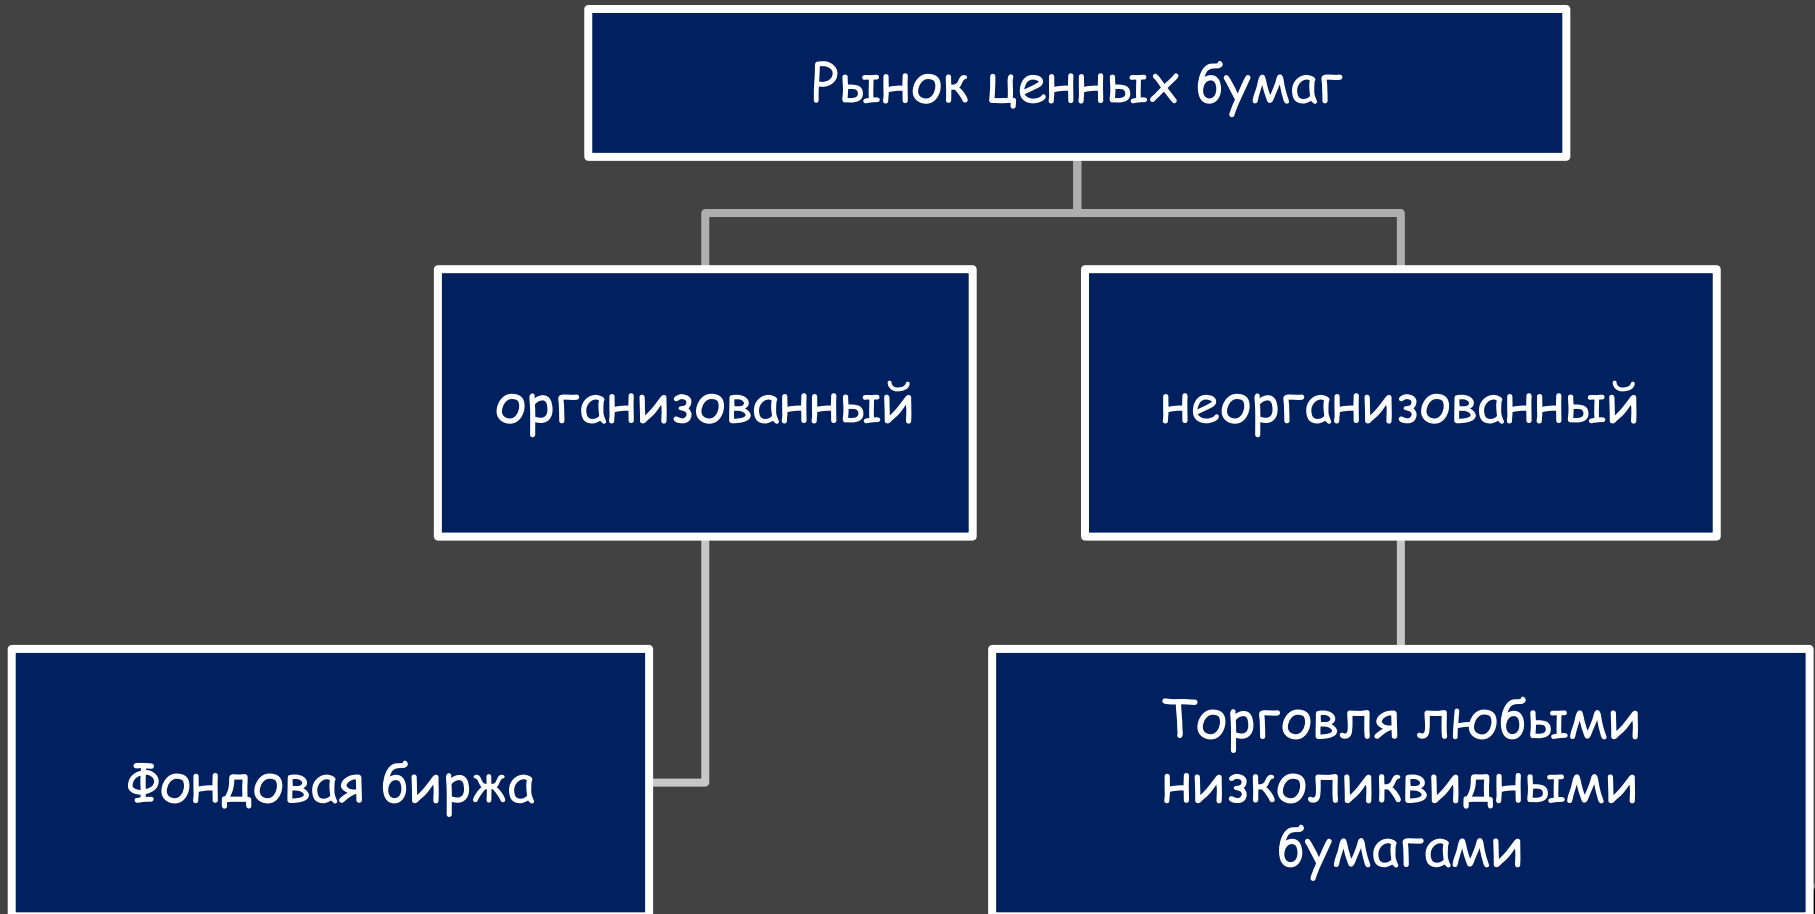 Рынок ценных бумаг
организованный
неорганизованный
Фондовая биржа
Торговля любыми
низколиквидными
бумагами